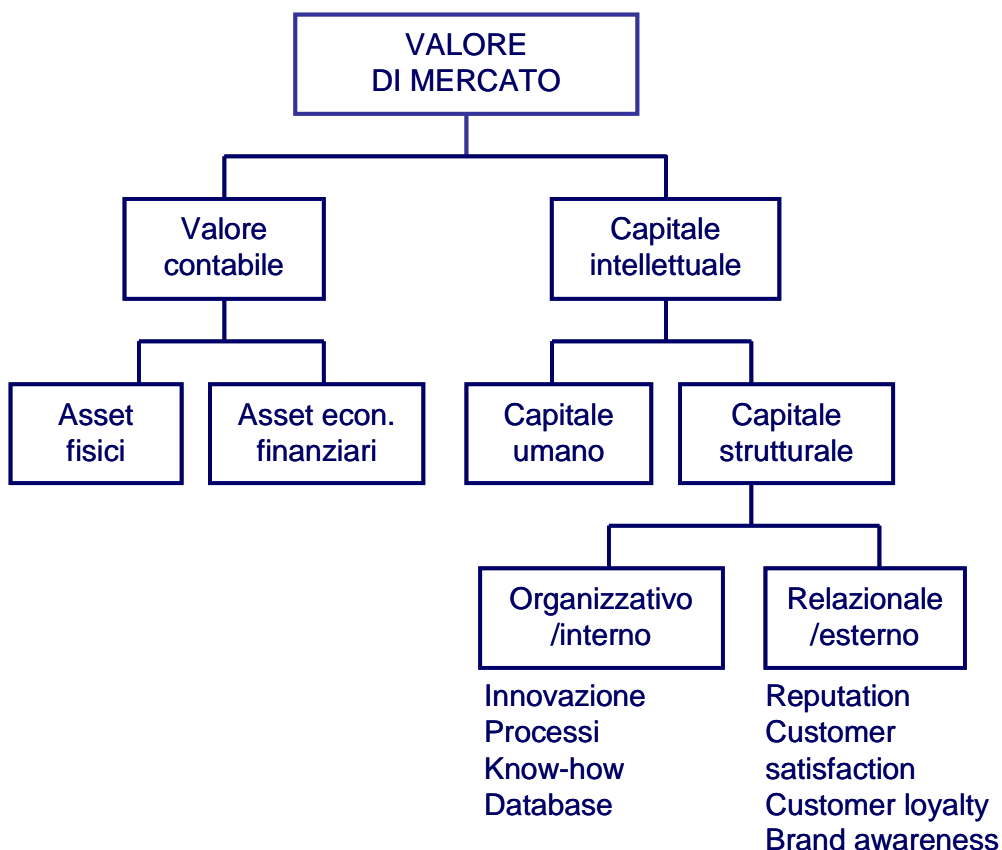 VALORE
DI MERCATO
Valore
contabile
Capitale
intellettuale
Asset
fisici
Asset econ.
finanziari
Capitale
umano
Capitale
strutturale
Organizzativo
/interno
Relazionale
/esterno
Innovazione
Processi
Know-how
Database
Reputation
Customer
satisfaction
Customer loyalty
Brand awareness